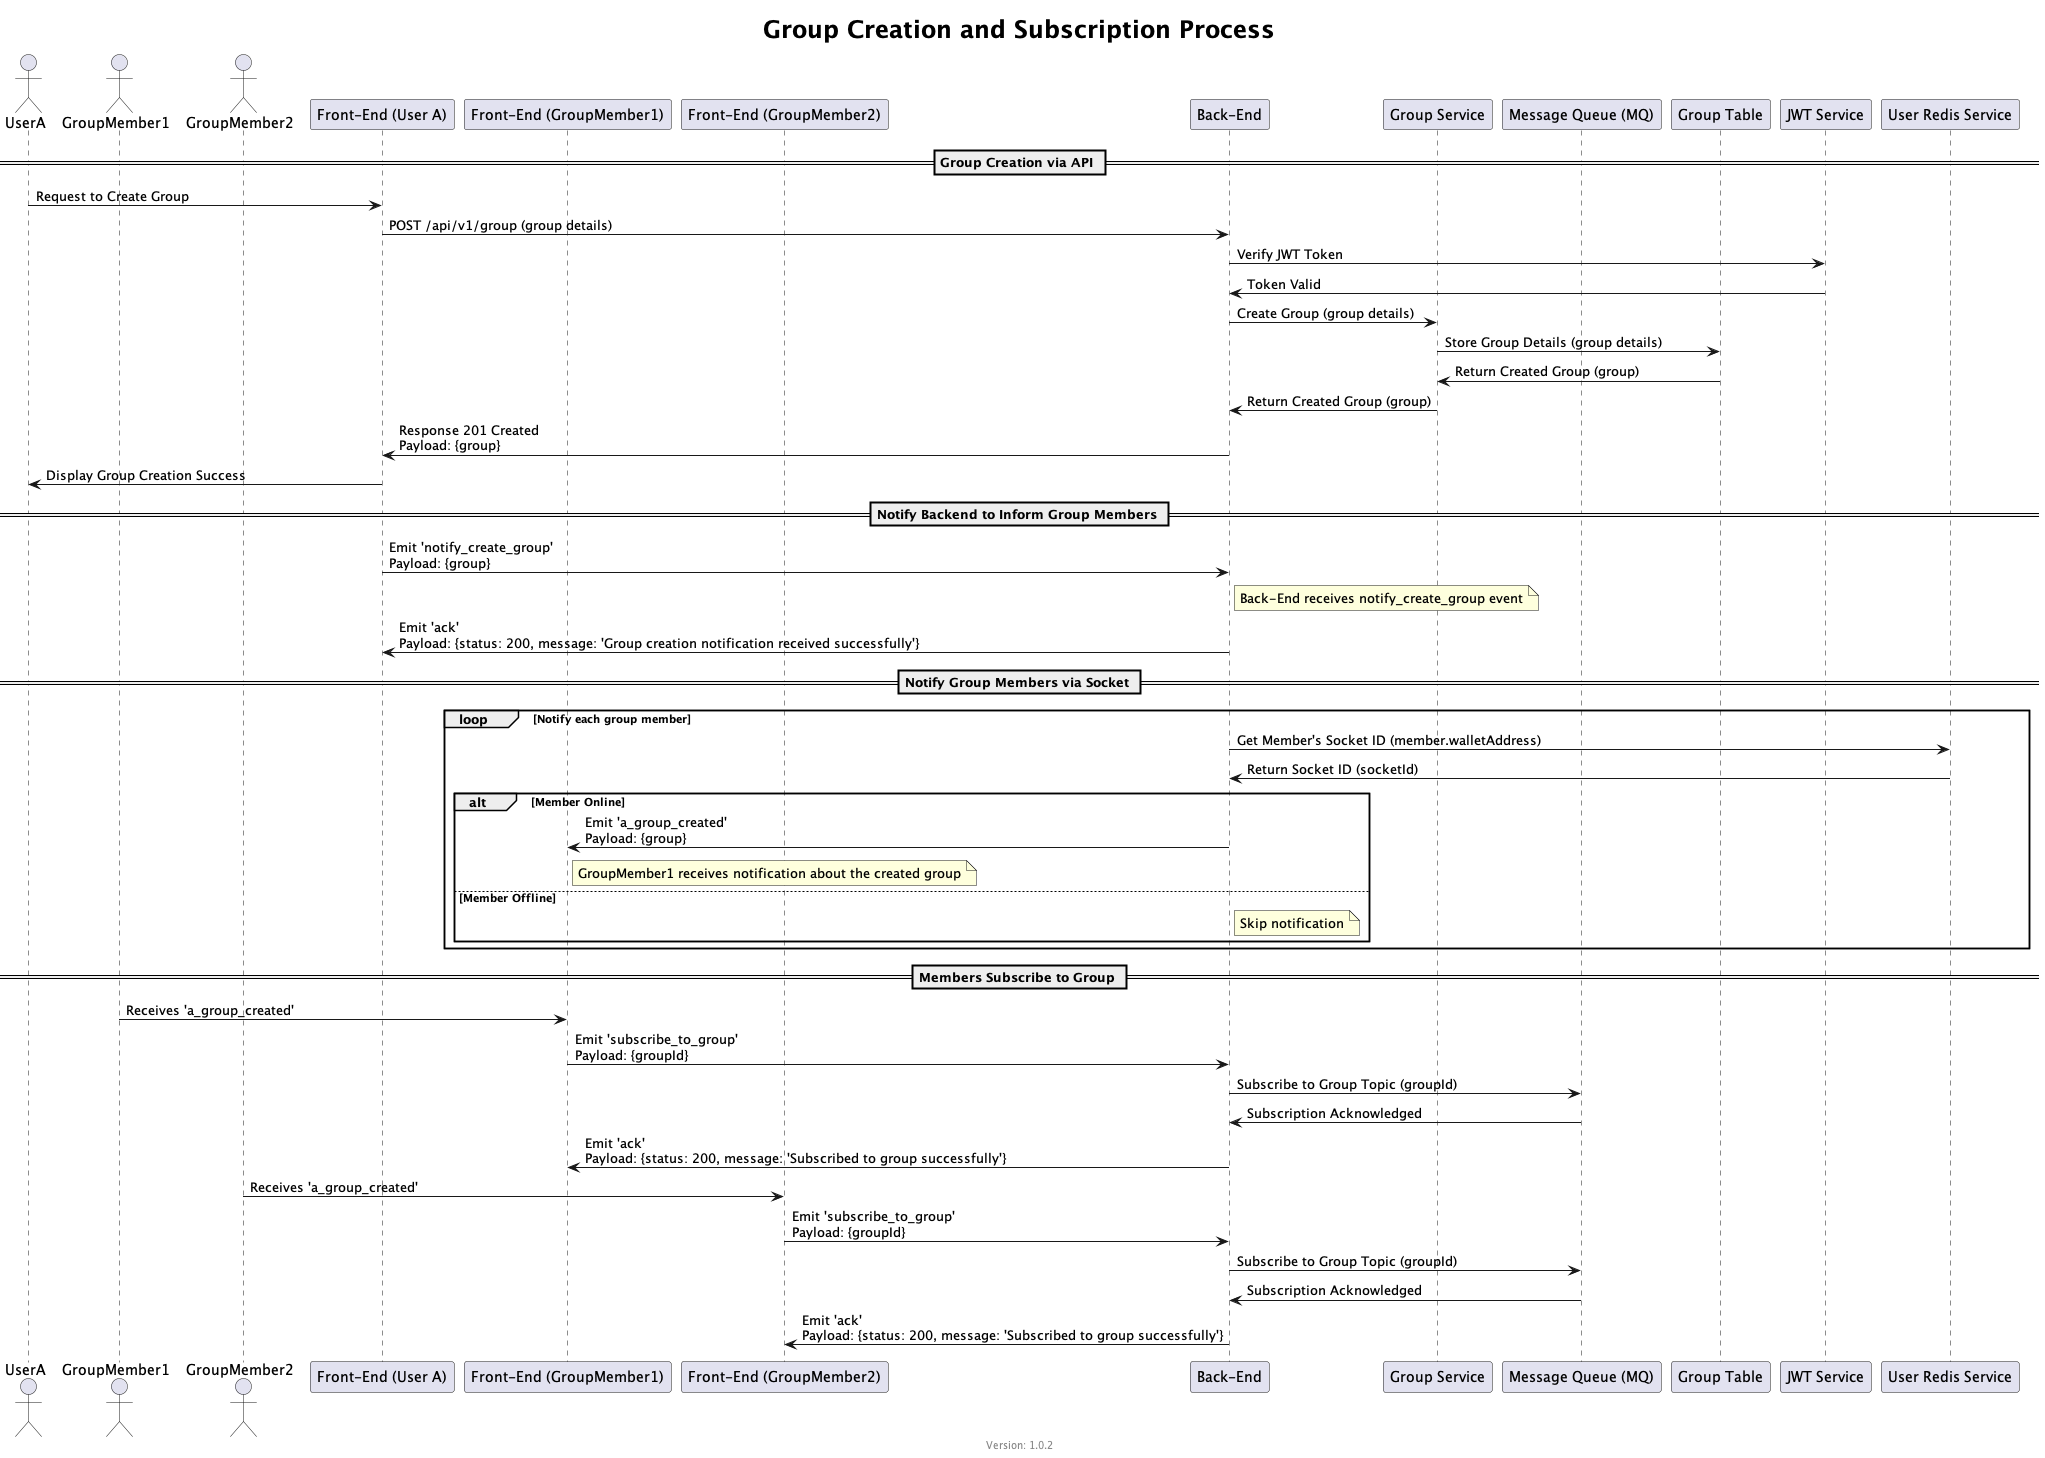 Group Creation and Subscription Process
UserA
GroupMember1
GroupMember2
Front-End (User A)
Front-End (GroupMember1)
Front-End (GroupMember2)
Back-End
Group Service
Message Queue (MQ)
Group Table
JWT Service
User Redis Service
Group Creation via API
Request to Create Group
POST /api/v1/group (group details)
Verify JWT Token
Token Valid
Create Group (group details)
Store Group Details (group details)
Return Created Group (group)
Return Created Group (group)
Response 201 Created
Payload: {group}
Display Group Creation Success
Notify Backend to Inform Group Members
Emit 'notify_create_group'
Payload: {group}
Back-End receives notify_create_group event
Emit 'ack'
Payload: {status: 200, message: 'Group creation notification received successfully'}
Notify Group Members via Socket
loop
[Notify each group member]
Get Member's Socket ID (member.walletAddress)
Return Socket ID (socketId)
alt
[Member Online]
Emit 'a_group_created'
Payload: {group}
GroupMember1 receives notification about the created group
[Member Offline]
Skip notification
Members Subscribe to Group
Receives 'a_group_created'
Emit 'subscribe_to_group'
Payload: {groupId}
Subscribe to Group Topic (groupId)
Subscription Acknowledged
Emit 'ack'
Payload: {status: 200, message: 'Subscribed to group successfully'}
Receives 'a_group_created'
Emit 'subscribe_to_group'
Payload: {groupId}
Subscribe to Group Topic (groupId)
Subscription Acknowledged
Emit 'ack'
Payload: {status: 200, message: 'Subscribed to group successfully'}
UserA
GroupMember1
GroupMember2
Front-End (User A)
Front-End (GroupMember1)
Front-End (GroupMember2)
Back-End
Group Service
Message Queue (MQ)
Group Table
JWT Service
User Redis Service
Version: 1.0.2